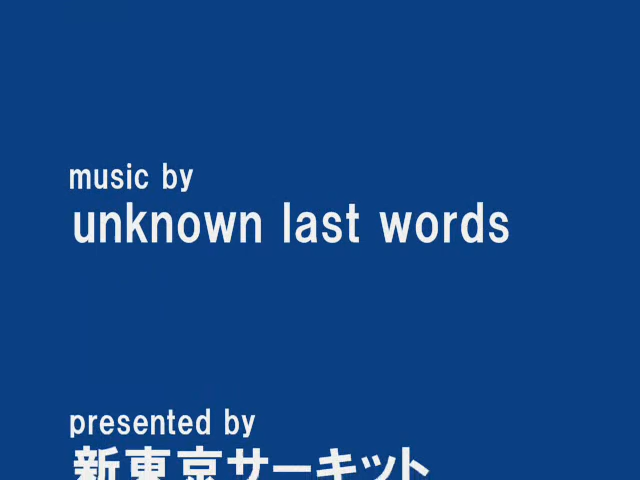 music by
unknown last words
presented by
新東京サーキット